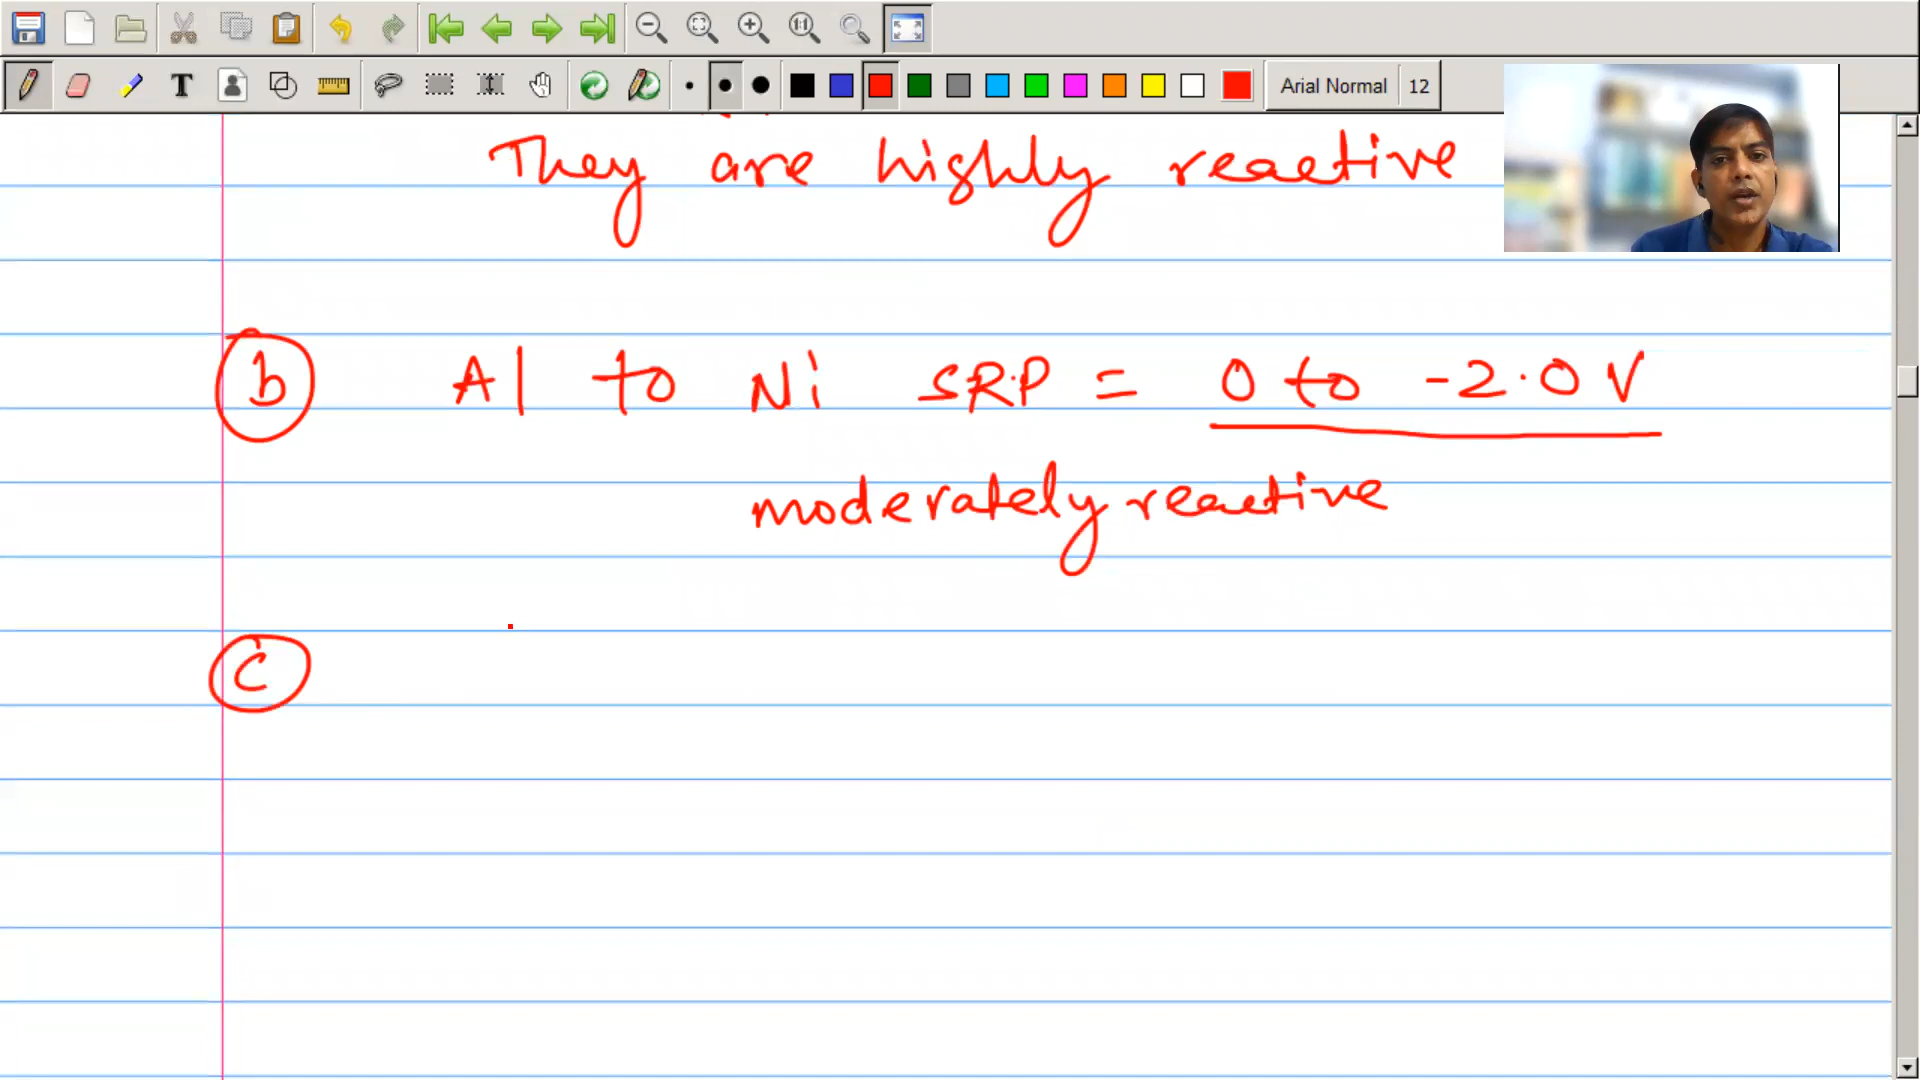 T
Arial Normal 12
They are highly reactive
b Al to Ni SRP = 0 to -2.0 V
moderately reactive
c